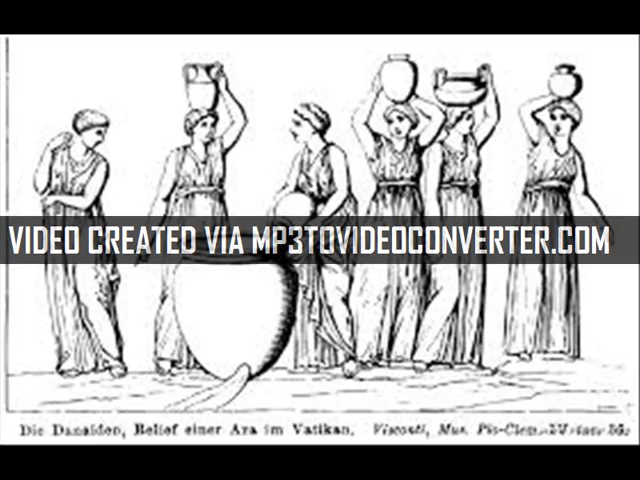 VIDEO CREATED VIA MP3TOVIDEOCONVERTER.COM
Die Danaiden, Relief einer Ara im Vatikan. Visconti, Mus. Pio-Clem.